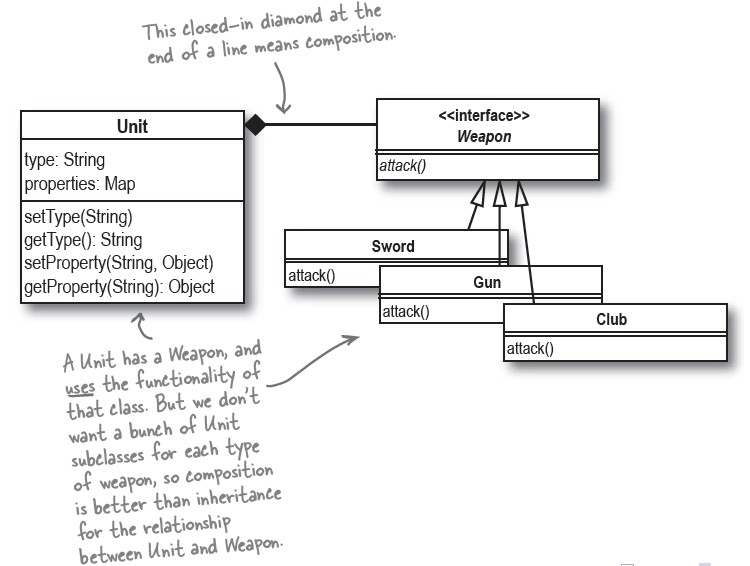 This closed-in diamond at the
end of a line means composition.
Unit
type: String
properties: Map
setType(String)
getType(): String
setProperty(String, Object)
getProperty(String): Object
<<interface>>
Weapon
attack()
Sword
attack()
Gun
attack()
Club
attack()
A Unit has a Weapon, and
uses the functionality of
that class. But we don't
want a bunch of Unit
subclasses for each type
of weapon, so composition
is better than inheritance
for the relationship
between Unit and Weapon.